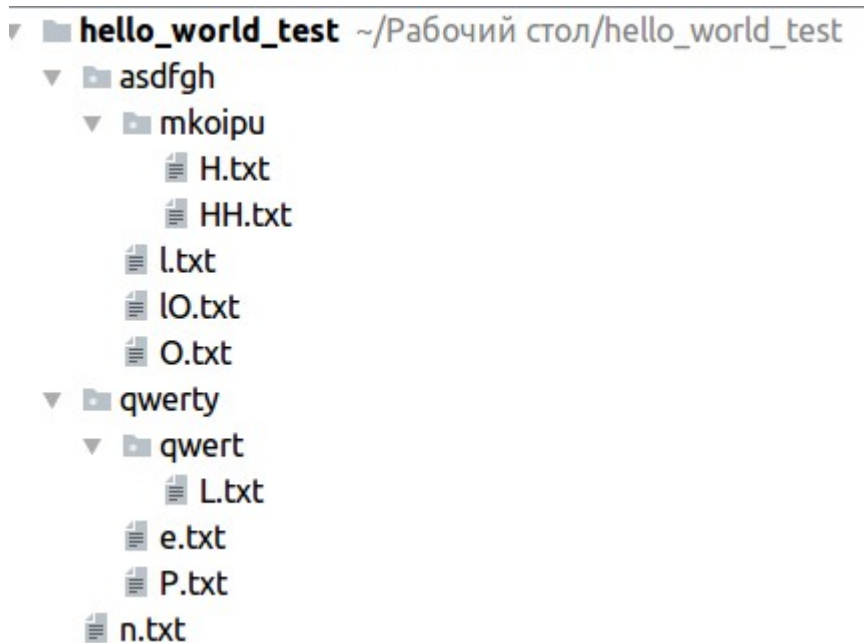 hello_world_test ~/Рабочий стол/hello_world_test
asdfgh
mkoipu
H.txt
HH.txt
l.txt
lO.txt
O.txt
qwerty
qwert
L.txt
e.txt
P.txt
n.txt